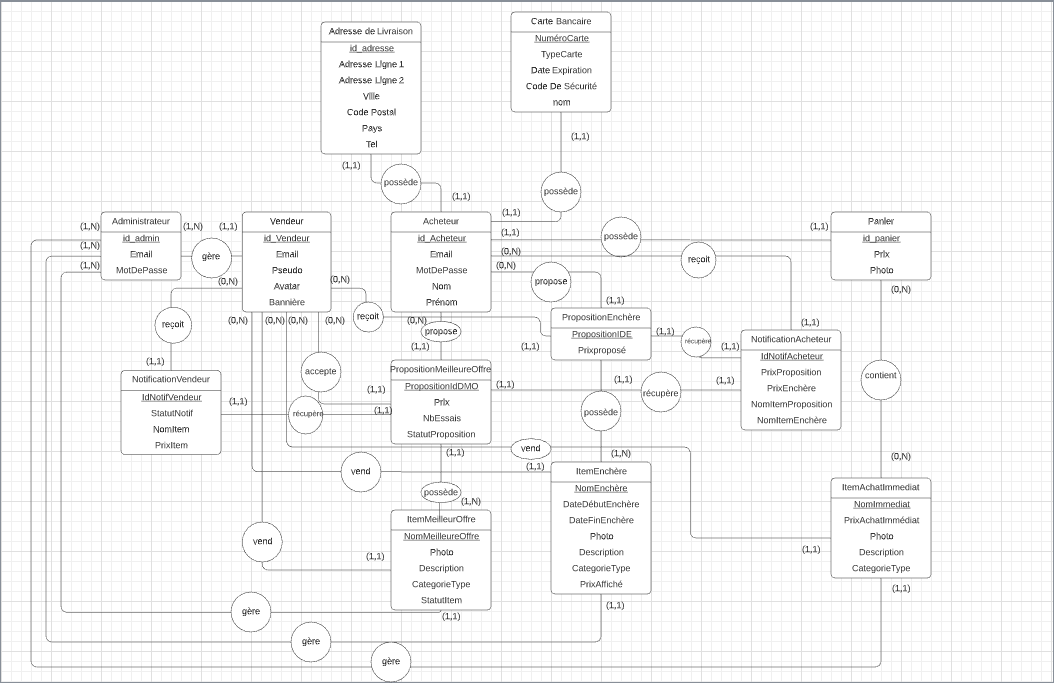 Adresse de Livraison
id_adresse
Adresse Ligne 1
Adresse Ligne 2
Ville
Code Postal
Pays
Tel
Carte Bancaire
NuméroCarte
TypeCarte
Date Expiration
Code De Sécurité
nom
(1,1)
(1,1)
possède
(1,1)
possède
(1,1)
Administrateur
id_admin
Email
MotDePasse
(1,N)
(1,N)
(1,N)
(1,N)
gère
(1,1)
Vendeur
id_Vendeur
Email
Pseudo
Avatar
Bannière
Acheteur
id_Acheteur
Email
MotDePasse
Nom
Prénom
(1,1)
(0,N)
(0,N)
possède
reçoit
(1,1)
Panier
id_panier
Prix
Photo
(0,N)
(0,N)
(0,N)
reçoit
reçoit
propose
(1,1)
(0,N)
(0,N)
(0,N)
(0,N)
(0,N)
propose
(1,1)
(1,1)
PropositionEnchère
PropositionIDE
Prixproposé
(1,1)
récupère
(1,1)
(1,1)
NotificationAcheteur
IdNotifAcheteur
PrixProposition
PrixEnchère
NomItemProposition
NomItemEnchère
(1,1)
NotificationVendeur
IdNotifVendeur
StatutNotif
NomItem
PrixItem
(1,1)
accepte
récupère
(1,1)
(1,1)
PropositionMeilleureOffre
PropositionIDMO
Prix
NbEssais
StatutProposition
(1,1)
(1,1)
récupère
(1,1)
possède
contient
(1,1)
vend
(1,N)
vend
(1,1)
possède
(1,N)
ItemEnchère
NomEnchère
DateDébutEnchère
DateFinEnchère
Photo
Description
CategorieType
PrixAffiché
(0,N)
ItemAchatImmediat
NomImmediat
PrixAchatImmédiat
Photo
Description
CategorieType
(1,1)
(1,1)
ItemMeilleurOffre
NomMeilleureOffre
Photo
Description
CategorieType
StatutItem
vend
(1,1)
gère
(1,1)
(1,1)
gère
gère